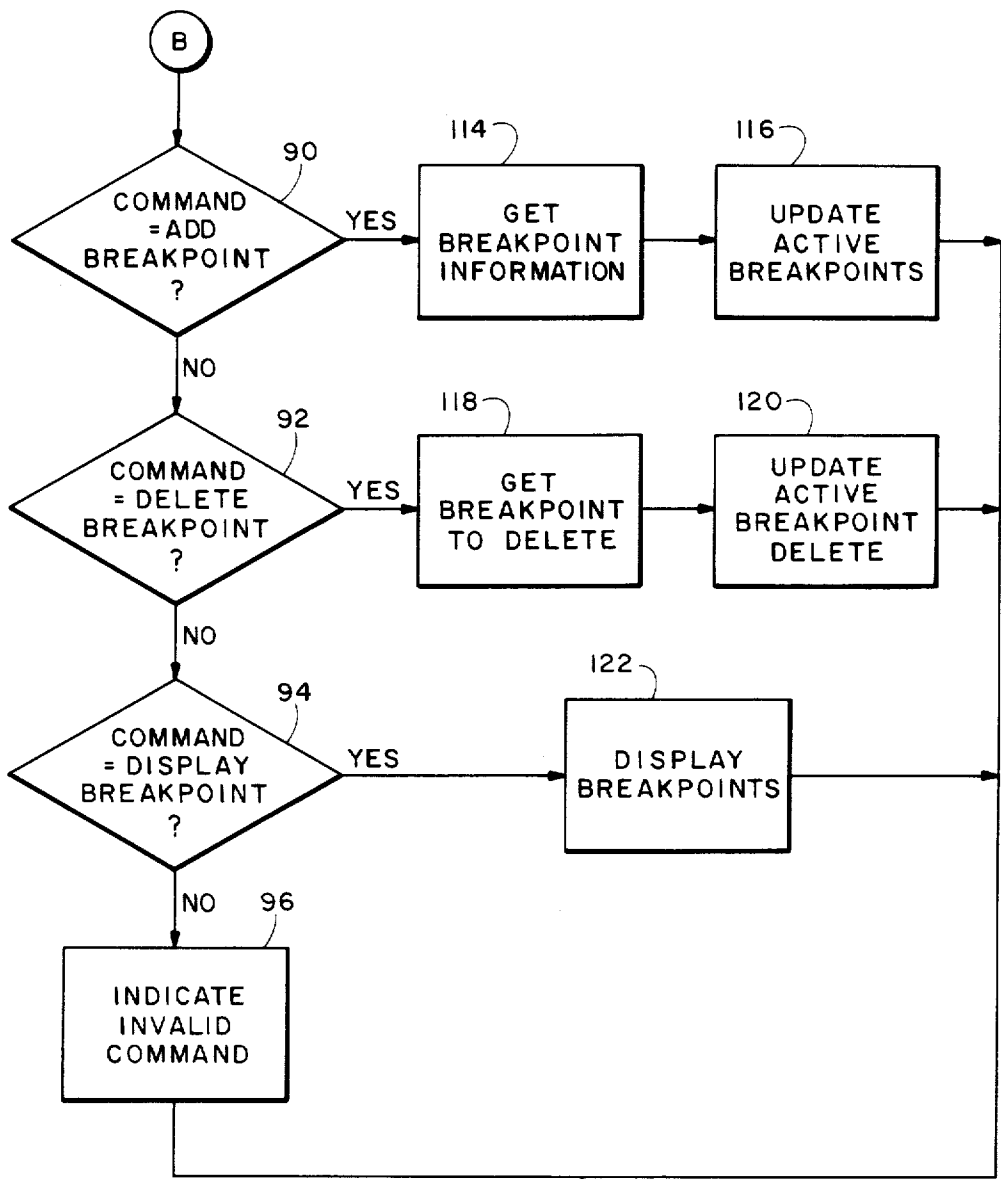 B
90
COMMAND
=ADD
BREAKPOINT
?
YES
114
GET
BREAKPOINT
INFORMATION
116
UPDATE
ACTIVE
BREAKPOINTS
NO
92
COMMAND
= DELETE
BREAKPOINT
?
YES
118
GET
BREAKPOINT
TO DELETE
120
UPDATE
ACTIVE
BREAKPOINT
DELETE
NO
94
COMMAND
= DISPLAY
BREAKPOINT
?
YES
122
DISPLAY
BREAKPOINTS
NO
96
INDICATE
INVALID
COMMAND